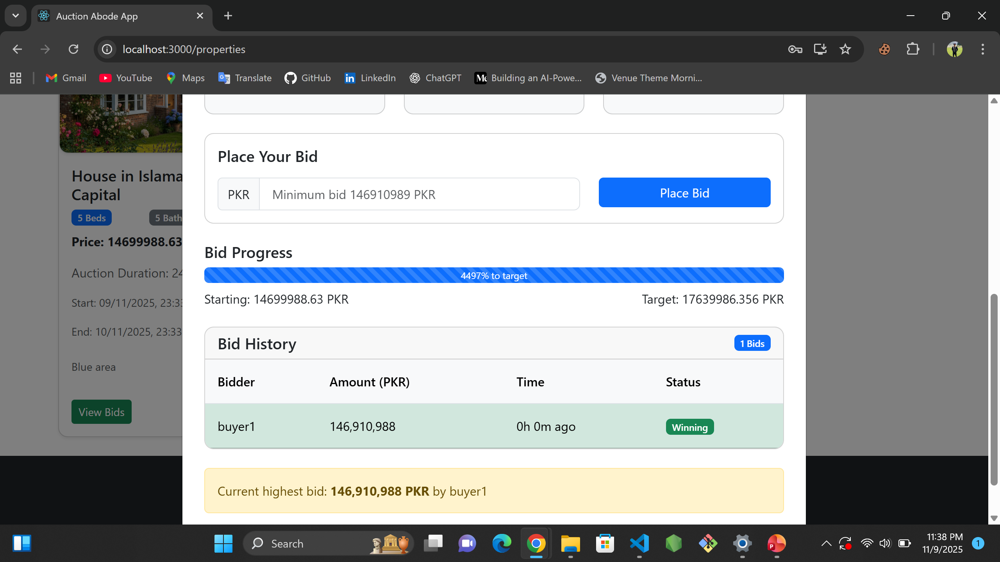 Auction Abode App
localhost:3000/properties
Gmail
YouTube
Maps
Translate
GitHub
LinkedIn
ChatGPT
Building an AI-Powe...
Venue Theme Morni...
House in Islama
Capital
5 Beds
5 Bath
Price: 14699988.63
Auction Duration: 24
Start: 09/11/2025, 23:33
End: 10/11/2025, 23:33
Blue area
View Bids
Place Your Bid
PKR
Minimum bid 146910989 PKR
Place Bid
Bid Progress
4497% to target
Starting: 14699988.63 PKR
Target: 17639986.356 PKR
Bid History
1 Bids
Bidder
Amount (PKR)
Time
Status
buyer1
146,910,988
0h 0m ago
Winning
Current highest bid: 146,910,988 PKR by buyer1
Search
11:38 PM
11/9/2025
1